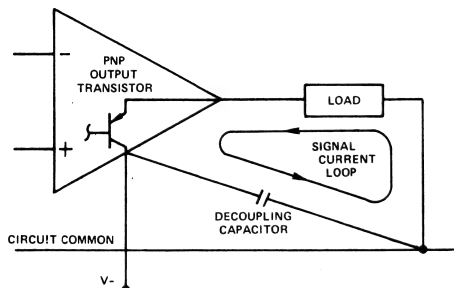 −
+
PNP
OUTPUT
TRANSISTOR
LOAD
SIGNAL
CURRENT
LOOP
DECOUPLING
CAPACITOR
CIRCUIT COMMON
V-